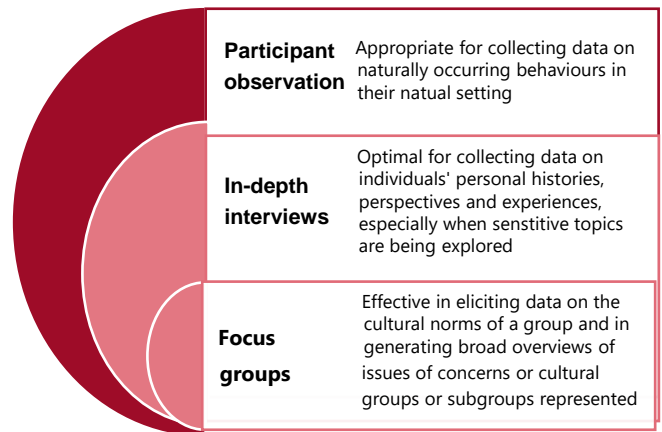 Participant
observation
Appropriate for collecting data on
naturally occurring behaviours in
their natual setting
In-depth
interviews
Optimal for collecting data on
individuals' personal histories,
perspectives and experiences,
especially when senstitive topics
are being explored
Focus
groups
Effective in eliciting data on the
cultural norms of a group and in
generating broad overviews of
issues of concerns or cultural
groups or subgroups represented